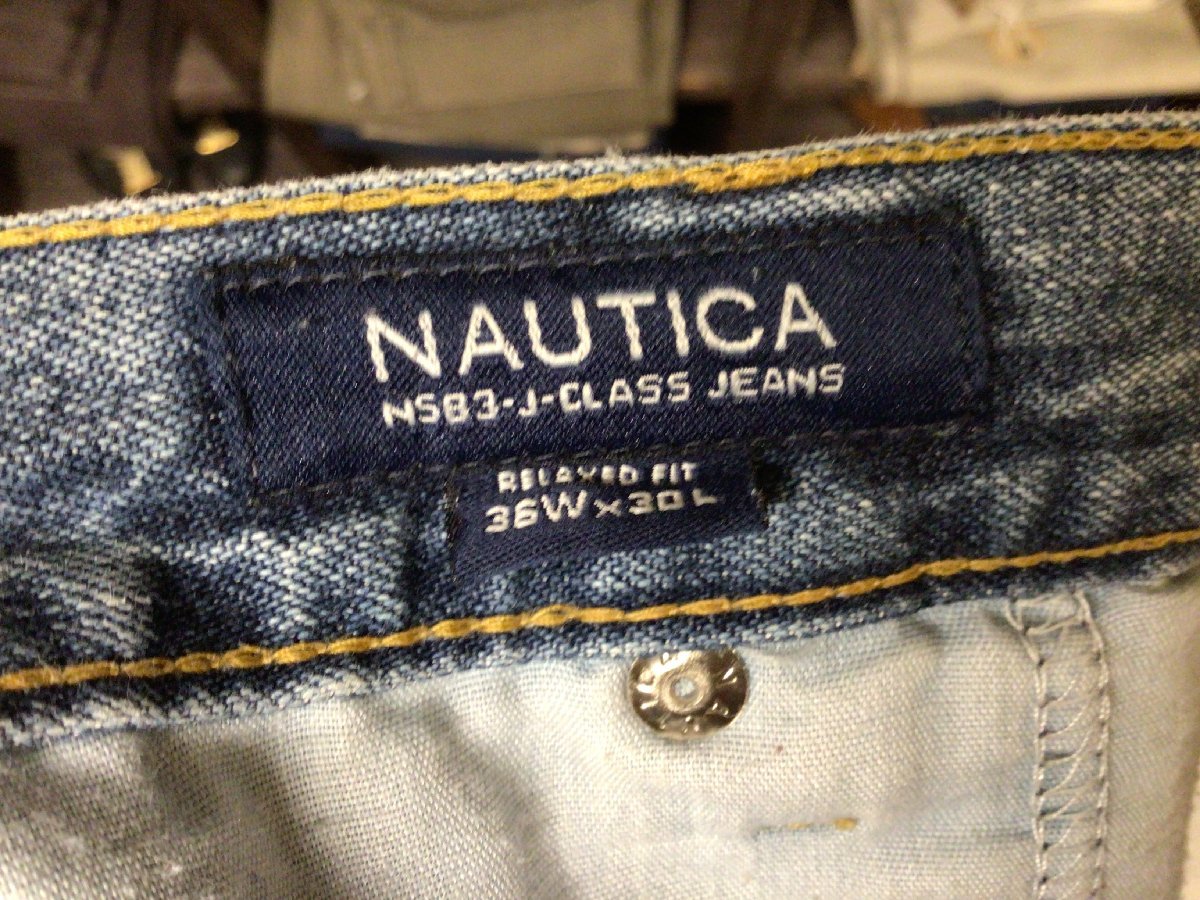 NAUTICA
NS83-J-CLASS JEANS
RELAXED FIT
36W x 30L